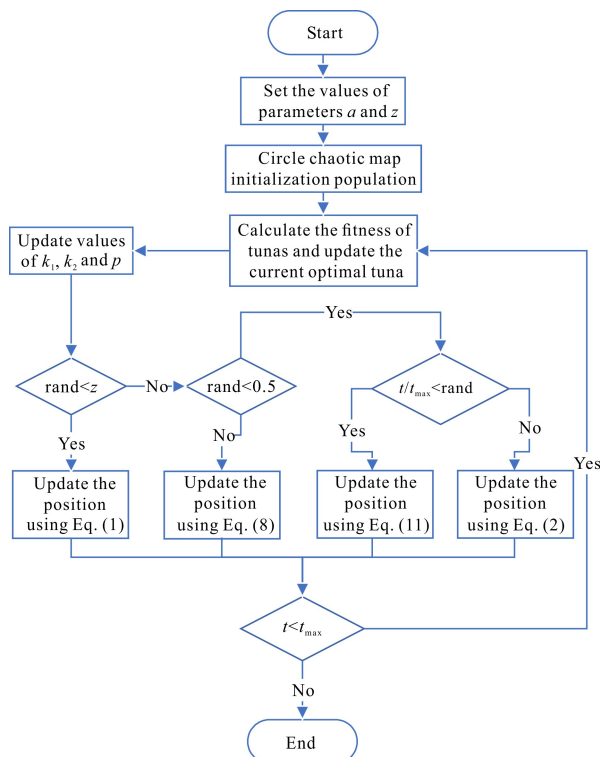 Start
Set the values of
parameters a and z
Circle chaotic map
initialization population
Calculate the fitness of
tunas and update the
current optimal tuna
Update values
of k₁, k₂ and p
Yes
rand<z
No
rand<0.5
t/tₘₐₓ<rand
Yes
No
Yes
No
Yes
Update the
position
using Eq. (1)
Update the
position
using Eq. (8)
Update the
position
using Eq. (11)
Update the
position
using Eq. (2)
t<tₘₐₓ
No
End